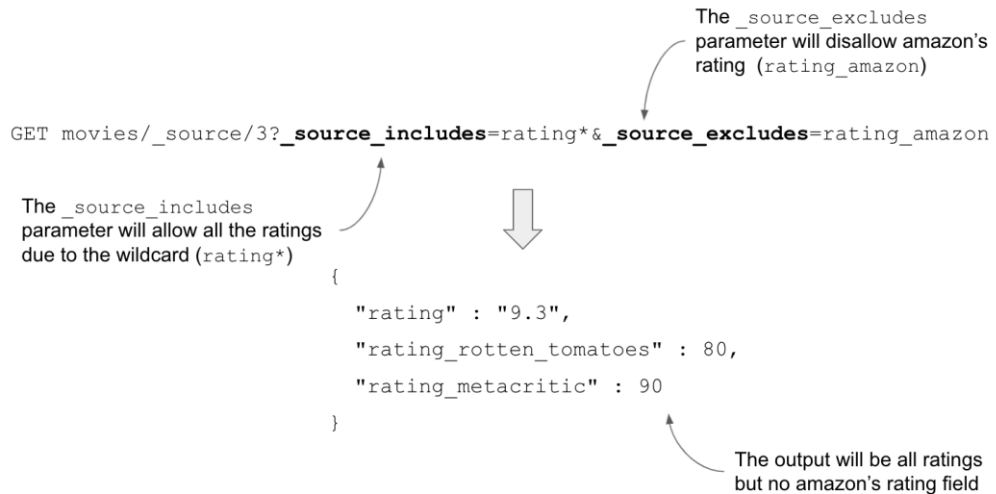 The _source_excludes
parameter will disallow amazon's
rating (rating_amazon)
GET movies/_source/3?_source_includes=rating*&_source_excludes=rating_amazon
The _source_includes
parameter will allow all the ratings
due to the wildcard (rating*)
{
"rating" : "9.3",
"rating_rotten_tomatoes" : 80,
"rating_metacritic" : 90
}
The output will be all ratings
but no amazon's rating field